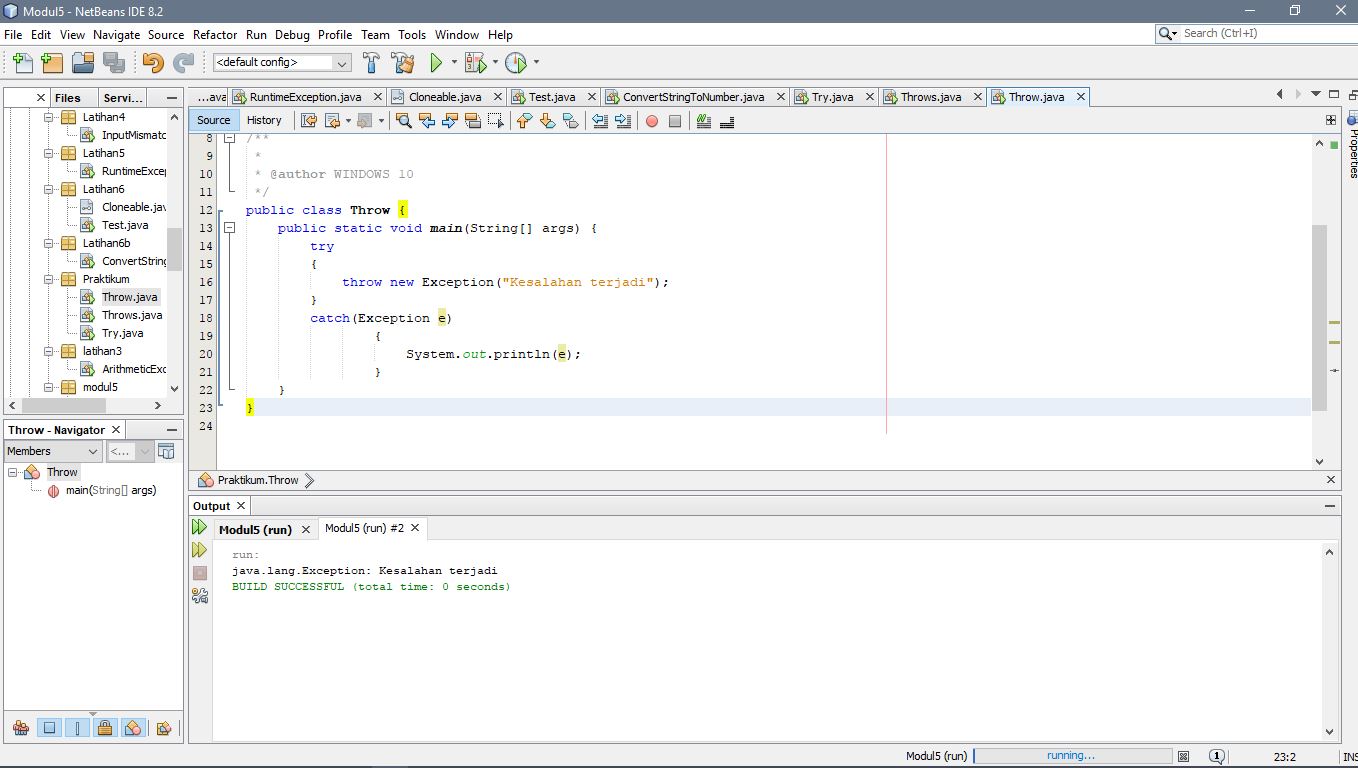 Modul5 - NetBeans IDE 8.2
File Edit View Navigate Source Refactor Run Debug Profile Team Tools Window Help
Search (Ctrl+I)
<default config>
Files Servi...
Latihan4
InputMismatc
Latihan5
RuntimeExcep
Latihan6
Cloneable.jav
Test.java
Latihan6b
ConvertString
Praktikum
Throw.java
Throws.java
Try.java
latihan3
ArithmeticExc
modul5
Throw - Navigator
Members <...
Throw
main(String[] args)
...ava RuntimeException.java Cloneable.java Test.java ConvertStringToNumber.java Try.java Throws.java Throw.java
Source History
8 /**
9 *
10 * @author WINDOWS 10
11 */
12 public class Throw {
13 public static void main(String[] args) {
14 try
15 {
16 throw new Exception("Kesalahan terjadi");
17 }
18 catch(Exception e)
19 {
20 System.out.println(e);
21 }
22 }
23 }
24
Praktikum.Throw
Properties
Output
Modul5 (run) Modul5 (run) #2
run:
java.lang.Exception: Kesalahan terjadi
BUILD SUCCESSFUL (total time: 0 seconds)
Modul5 (run) running... 1 23:2 INS